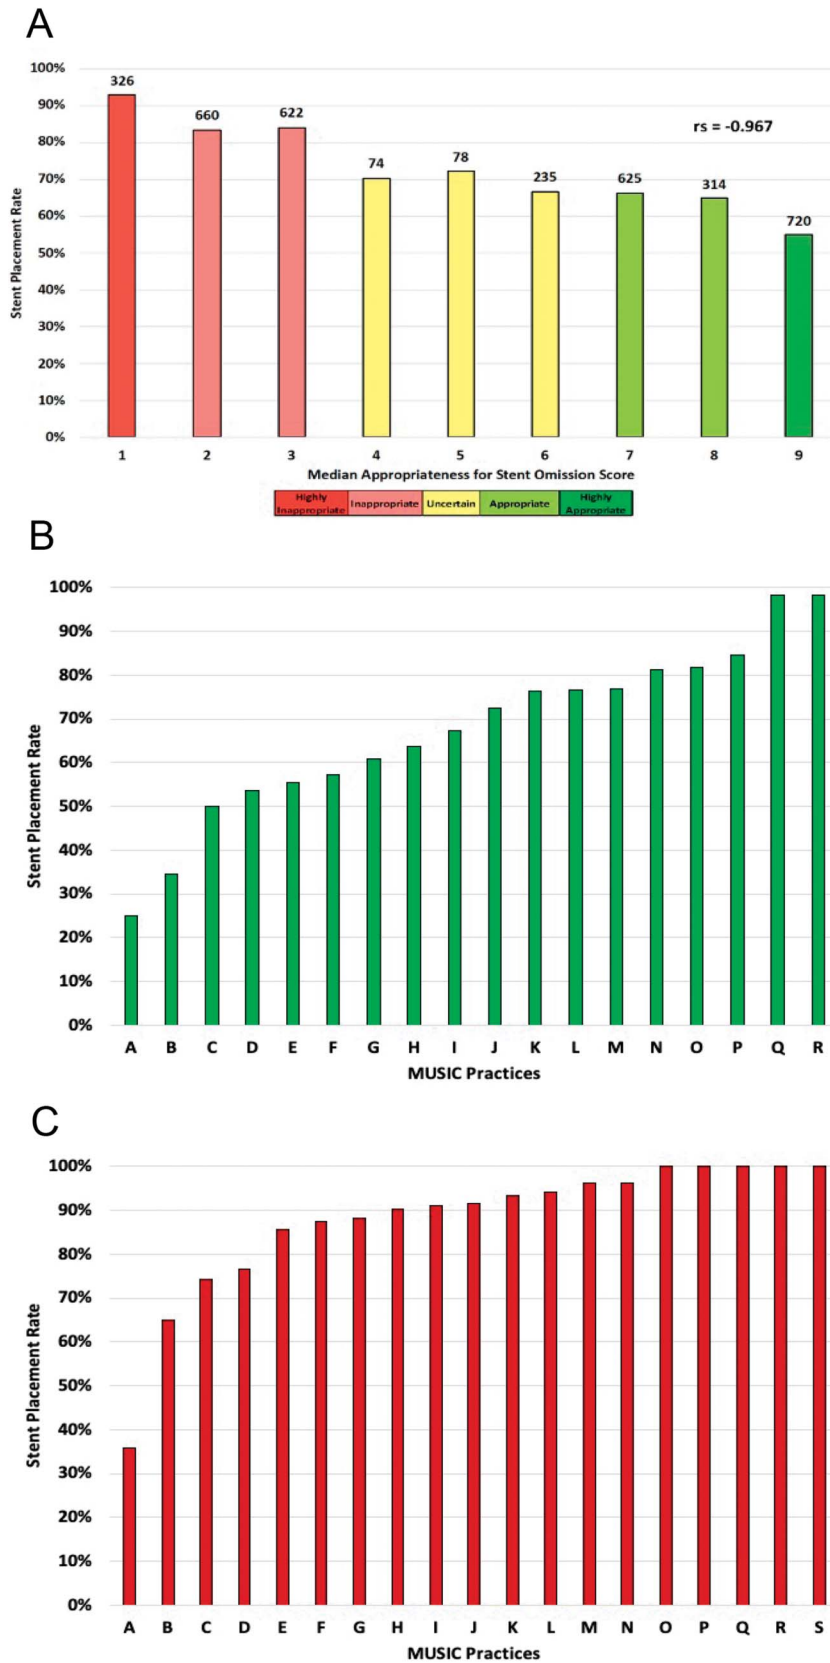 A
100%
90%
80%
70%
60%
50%
40%
30%
20%
10%
0%
Stent Placement Rate
326
660
622
74
78
235
625
314
720
rs = -0.967
1 2 3 4 5 6 7 8 9
Median Appropriateness for Stent Omission Score
Highly Inappropriate
Inappropriate
Uncertain
Appropriate
Highly Appropriate
B
100%
90%
80%
70%
60%
50%
40%
30%
20%
10%
0%
Stent Placement Rate
A B C D E F G H I J K L M N O P Q R
MUSIC Practices
C
100%
90%
80%
70%
60%
50%
40%
30%
20%
10%
0%
Stent Placement Rate
A B C D E F G H I J K L M N O P Q R S
MUSIC Practices